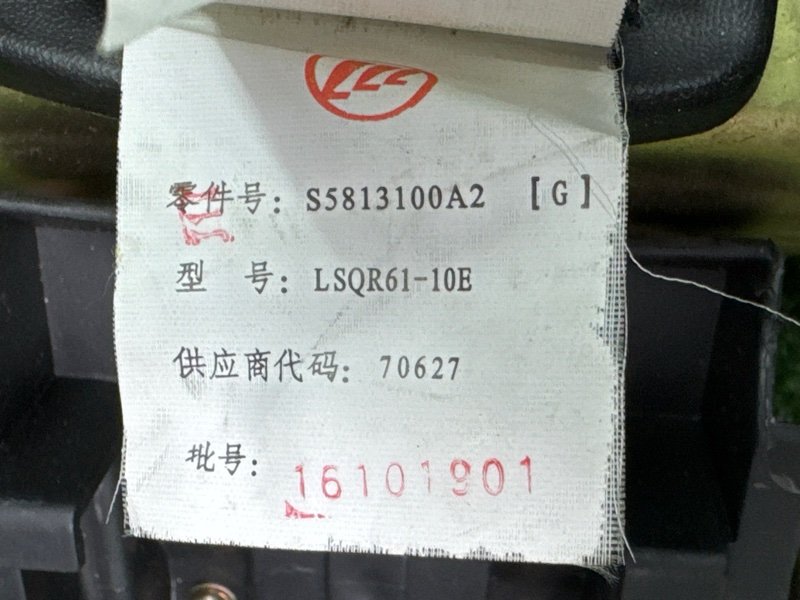 零件号: S5813100A2 [G]
型 号: LSQR61-10E
供应商代码: 70627
批号: 16101901